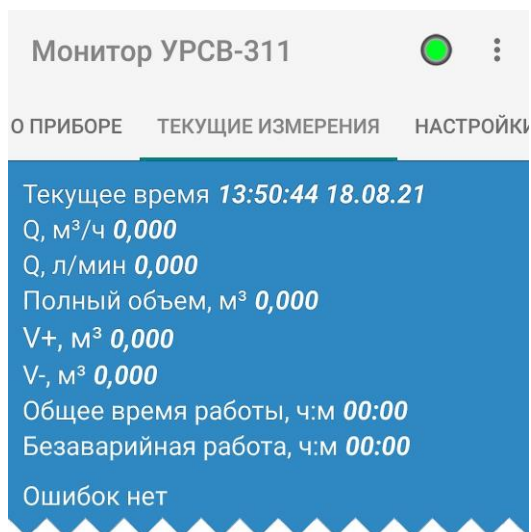 Монитор УРСВ-311
О ПРИБОРЕ ТЕКУЩИЕ ИЗМЕРЕНИЯ НАСТРОЙКИ
Текущее время 13:50:44 18.08.21
Q, м³/ч 0,000
Q, л/мин 0,000
Полный объем, м³ 0,000
V+, м³ 0,000
V-, м³ 0,000
Общее время работы, ч:м 00:00
Безаварийная работа, ч:м 00:00
Ошибок нет